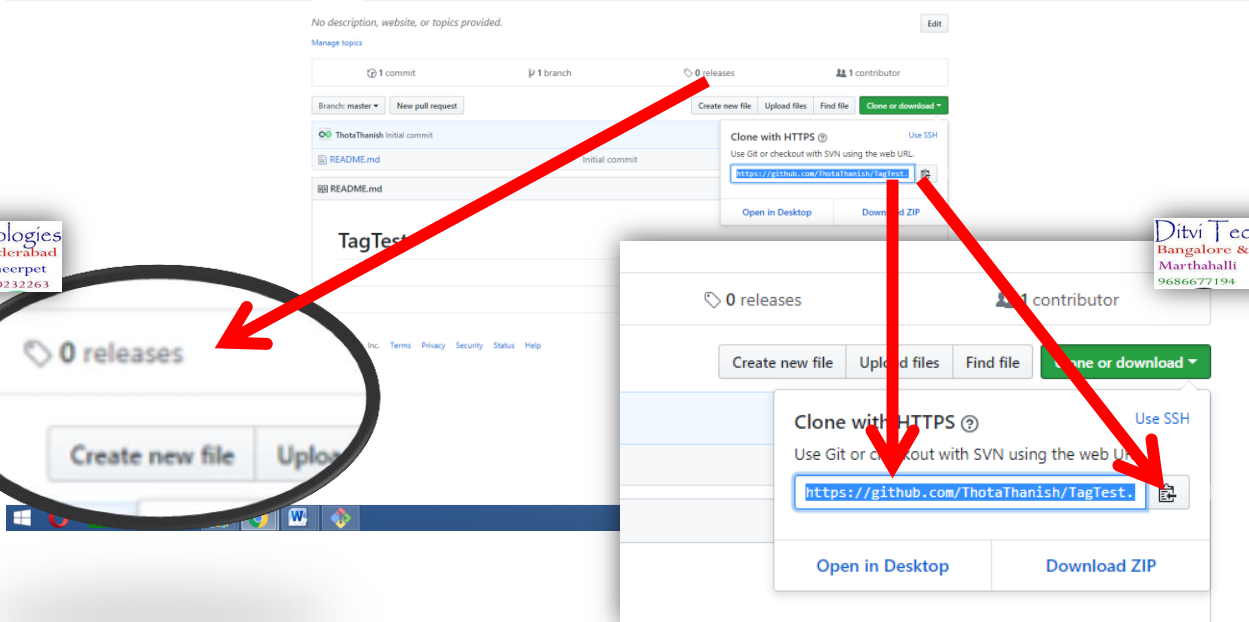 No description, website, or topics provided.
Edit
Manage topics
1 commit
1 branch
0 releases
1 contributor
Branch: master
New pull request
Create new file
Upload files
Find file
Clone or download
ThotaThanish Initial commit
README.md
Initial commit
README.md
TagTest
Clone with HTTPS
Use SSH
Use Git or checkout with SVN using the web URL.
https://github.com/ThotaThanish/TagTest.
Open in Desktop
Download ZIP
Inc.
Terms
Privacy
Security
Status
Help
ologies
derabad
eerpet
0232263
Ditvi Tec
Bangalore &
Marthahalli
9686677194
0 releases
Create new file
Uploa
0 releases
1 contributor
Create new file
Upload files
Find file
Clone or download
Clone with HTTPS
Use SSH
Use Git or checkout with SVN using the web UR
https://github.com/ThotaThanish/TagTest.
Open in Desktop
Download ZIP